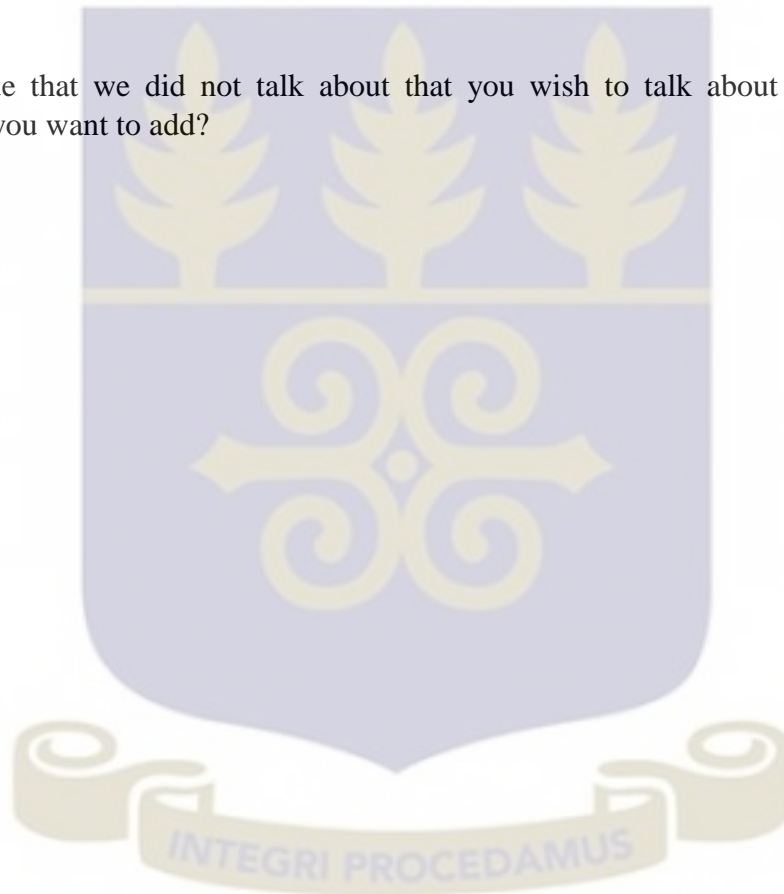 that we did not talk about that you wish to talk about
you want to add?
INTEGRI PROCEDAMUS